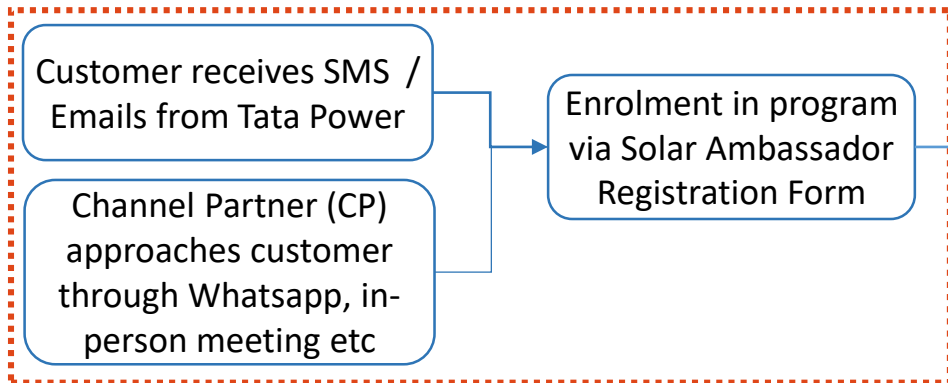 Customer receives SMS /
Emails from Tata Power
Channel Partner (CP)
approaches customer
through Whatsapp, in-
person meeting etc
Enrolment in program
via Solar Ambassador
Registration Form